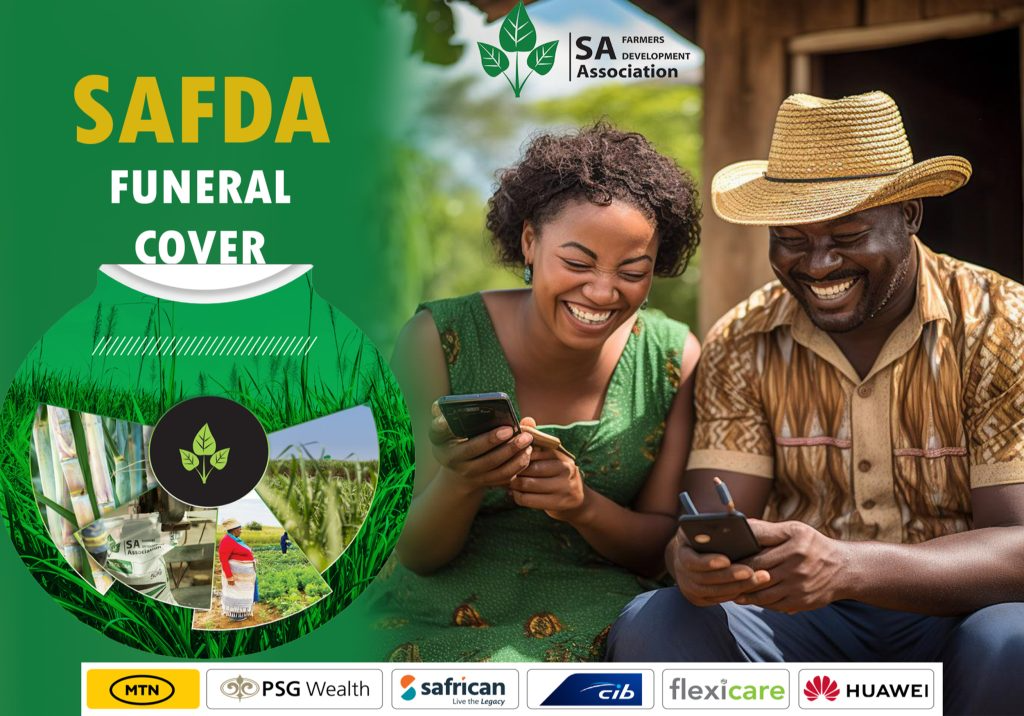 SAFDA
FUNERAL
COVER
SA FARMERS
DEVELOPMENT
Association
SA
Association
MTN
PSG Wealth
safrican
Live the Legacy
cib
flexicare
HUAWEI